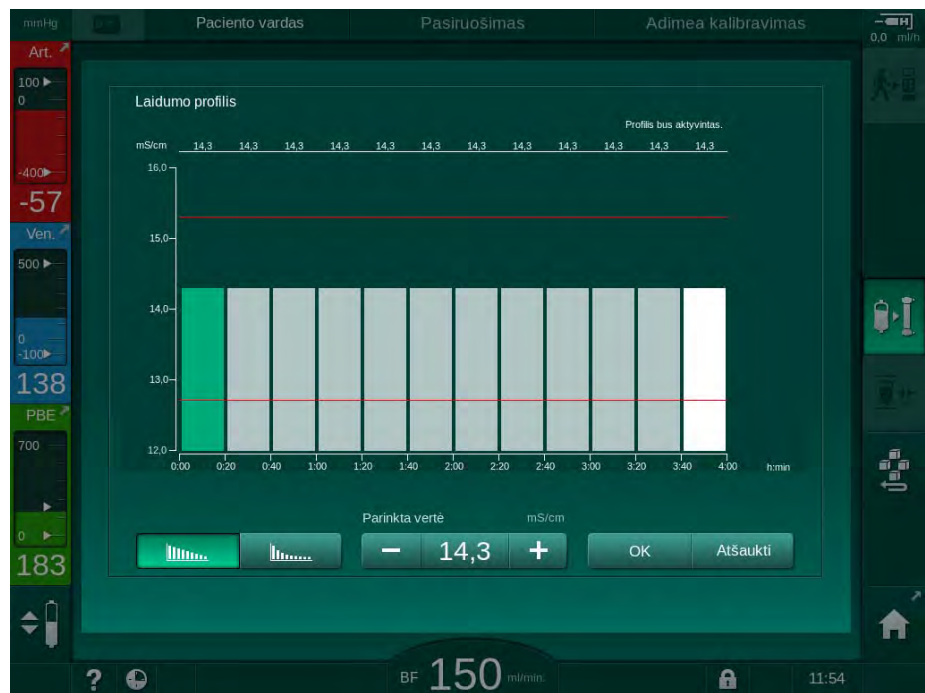 mmHg
Paciento vardas
Pasiruošimas
Adimea kalibravimas
0,0 ml/h
Art.
100
0
-400
-57
Ven.
500
0
-100
138
PBE
700
0
183
Laidumo profilis
Profilis bus aktyvintas.
mS/cm 14,3 14,3 14,3 14,3 14,3 14,3 14,3 14,3 14,3 14,3 14,3 14,3
16,0
15,0
14,0
13,0
12,0
0:00 0:20 0:40 1:00 1:20 1:40 2:00 2:20 2:40 3:00 3:20 3:40 4:00 h:min
Parinkta vertė mS/cm
− 14,3 + OK Atšaukti
? BF 150 ml/min. 11:54